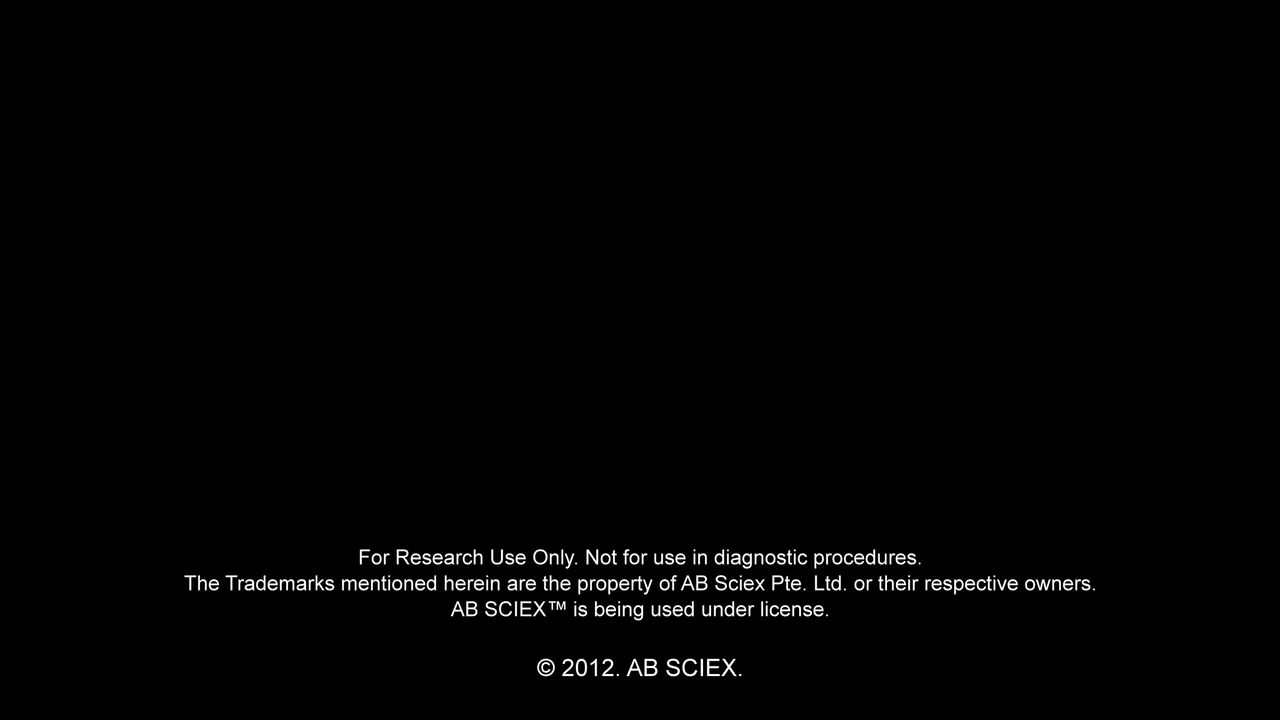 For Research Use Only. Not for use in diagnostic procedures.
The Trademarks mentioned herein are the property of AB Sciex Pte. Ltd. or their respective owners.
AB SCIEX™ is being used under license.
© 2012. AB SCIEX.